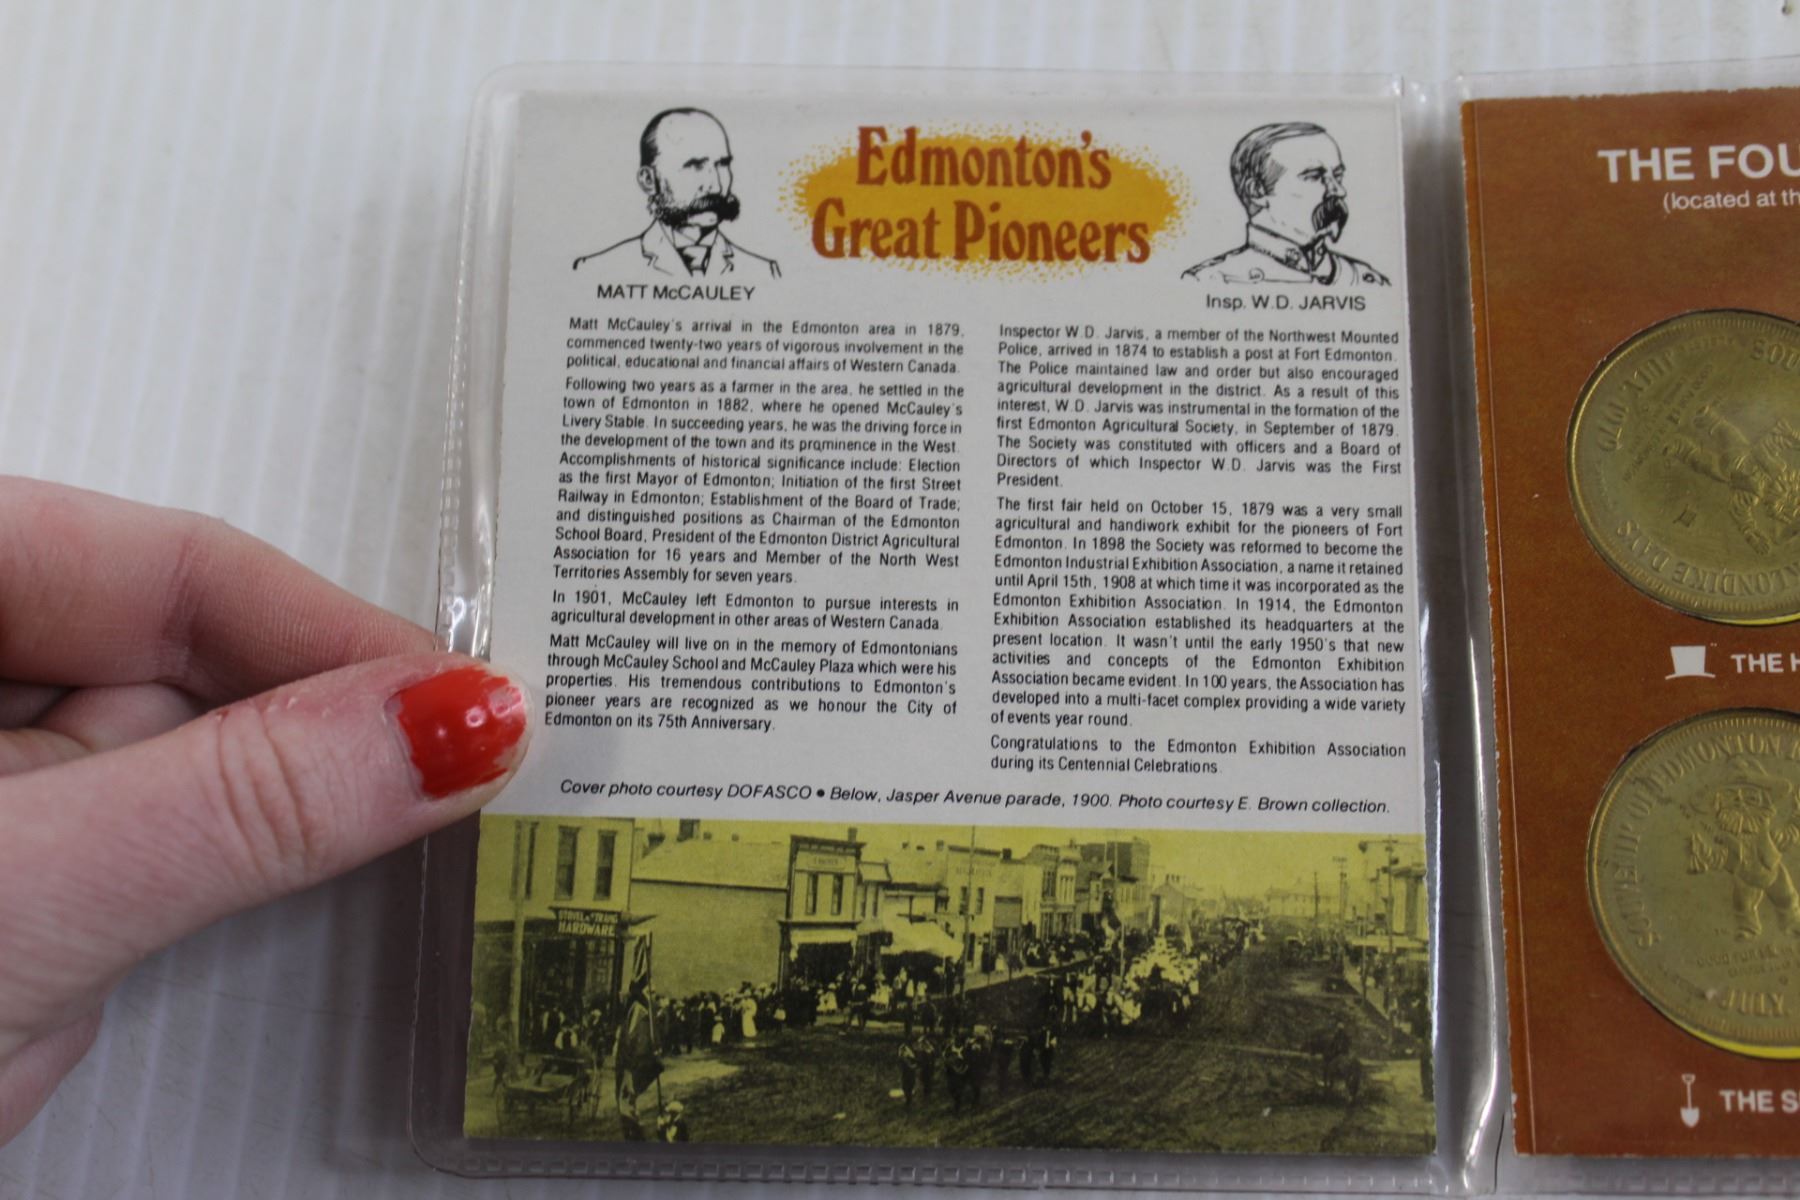 Edmonton's
Great Pioneers
MATT McCAULEY
Matt McCauley's arrival in the Edmonton area in 1879,
commenced twenty-two years of vigorous involvement in the
political, educational and financial affairs of Western Canada.
Following two years as a farmer in the area, he settled in the
town of Edmonton in 1882, where he opened McCauley's
Livery Stable. In succeeding years, he was the driving force in
the development of the town and its prominence in the West.
Accomplishments of historical significance include: Election
as the first Mayor of Edmonton; Initiation of the first Street
Railway in Edmonton; Establishment of the Board of Trade;
and distinguished positions as Chairman of the Edmonton
School Board, President of the Edmonton District Agricultural
Association for 16 years and Member of the North West
Territories Assembly for seven years.
In 1901, McCauley left Edmonton to pursue interests in
agricultural development in other areas of Western Canada.
Matt McCauley will live on in the memory of Edmontonians
through McCauley School and McCauley Plaza which were his
properties. His tremendous contributions to Edmonton's
pioneer years are recognized as we honour the City of
Edmonton on its 75th Anniversary.
Insp. W.D. JARVIS
Inspector W.D. Jarvis, a member of the Northwest Mounted
Police, arrived in 1874 to establish a post at Fort Edmonton.
The Police maintained law and order but also encouraged
agricultural development in the district. As a result of this
interest, W.D. Jarvis was instrumental in the formation of the
first Edmonton Agricultural Society, in September of 1879.
The Society was constituted with officers and a Board of
Directors of which Inspector W.D. Jarvis was the First
President.
The first fair held on October 15, 1879 was a very small
agricultural and handiwork exhibit for the pioneers of Fort
Edmonton. In 1898 the Society was reformed to become the
Edmonton Industrial Exhibition Association, a name it retained
until April 15th, 1908 at which time it was incorporated as the
Edmonton Exhibition Association. In 1914, the Edmonton
Exhibition Association established its headquarters at the
present location. It wasn't until the early 1950's that new
activities and concepts of the Edmonton Exhibition
Association became evident. In 100 years, the Association has
developed into a multi-facet complex providing a wide variety
of events year round.
Congratulations to the Edmonton Exhibition Association
during its Centennial Celebrations.
Cover photo courtesy DOFASCO • Below, Jasper Avenue parade, 1900. Photo courtesy E. Brown collection.
HARDWARE
THE FOU
(located at th
SOU
KLONDIKE DAYS
THE H
SOUVENIR OF EDMONTON
THE S